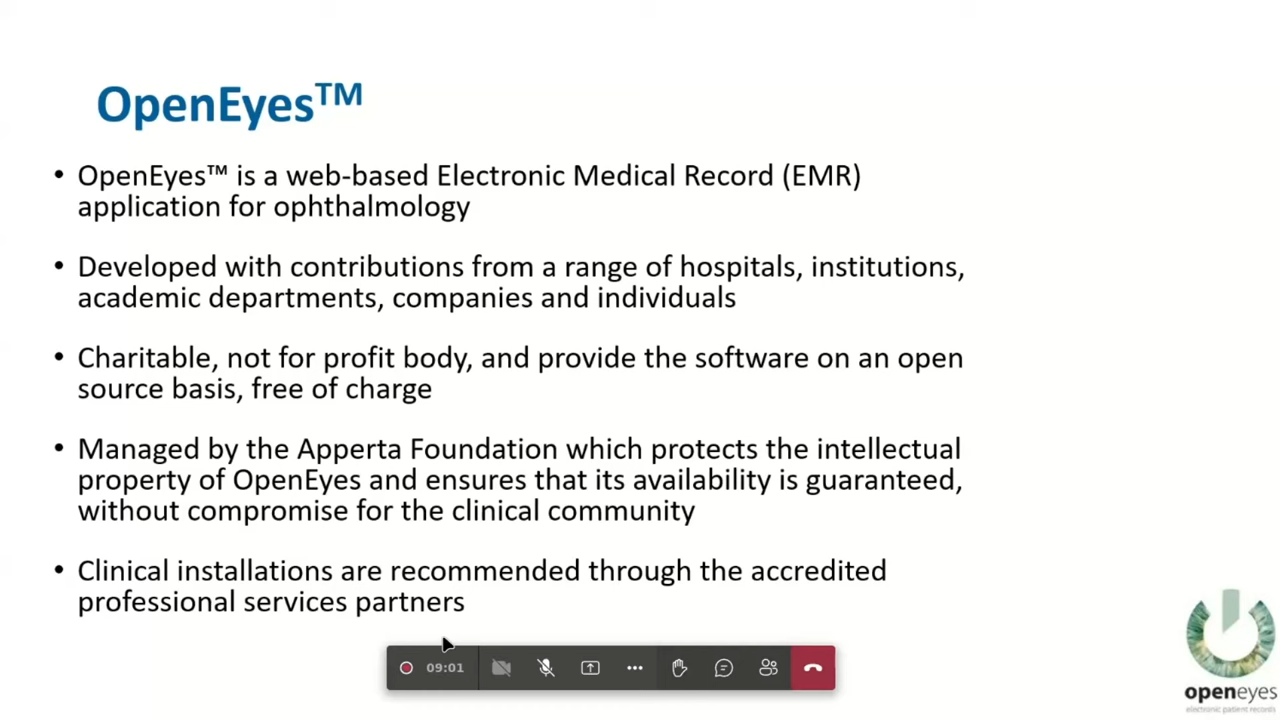 OpenEyes™
• OpenEyes™ is a web-based Electronic Medical Record (EMR)
application for ophthalmology
• Developed with contributions from a range of hospitals, institutions,
academic departments, companies and individuals
• Charitable, not for profit body, and provide the software on an open
source basis, free of charge
• Managed by the Apperta Foundation which protects the intellectual
property of OpenEyes and ensures that its availability is guaranteed,
without compromise for the clinical community
• Clinical installations are recommended through the accredited
professional services partners
09:01
openeyes
electronic patient records